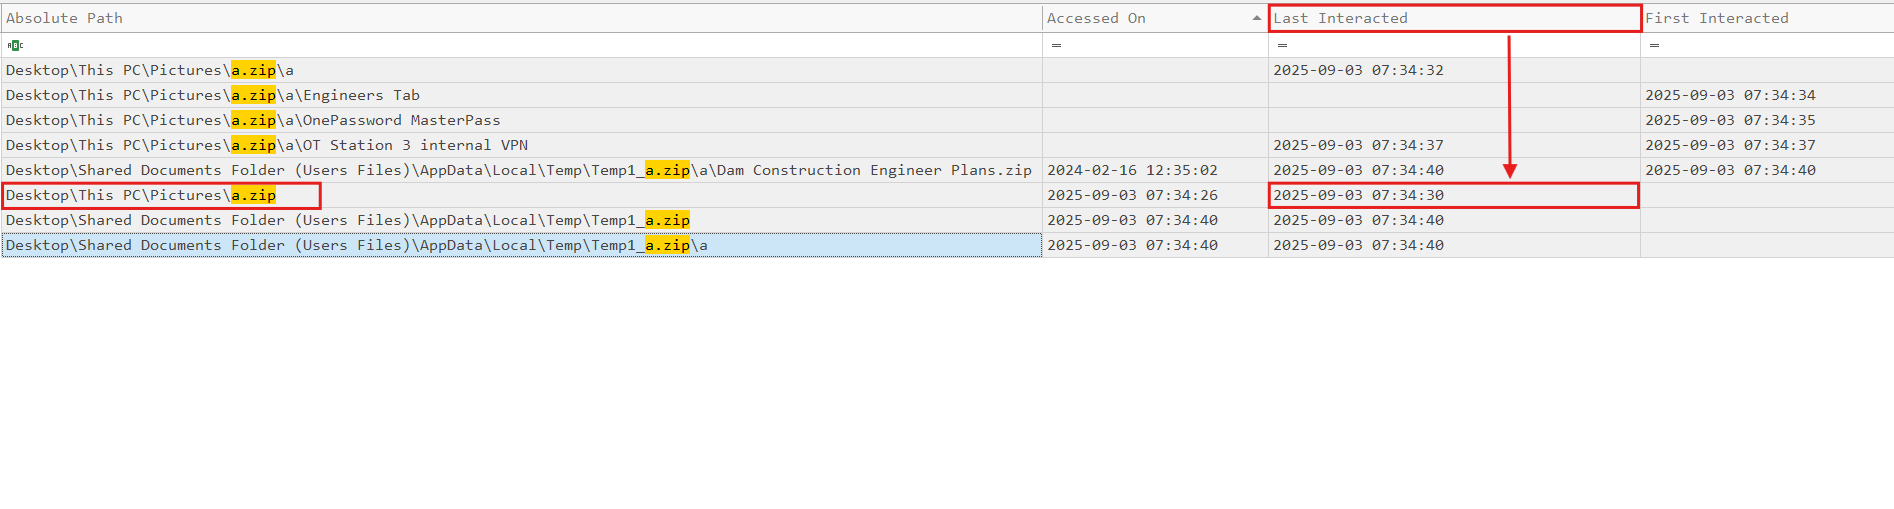 Absolute Path Accessed On Last Interacted First Interacted
ABC = = =
Desktop\This PC\Pictures\a.zip\a 2025-09-03 07:34:32
Desktop\This PC\Pictures\a.zip\a\Engineers Tab 2025-09-03 07:34:34
Desktop\This PC\Pictures\a.zip\a\OnePassword MasterPass 2025-09-03 07:34:35
Desktop\This PC\Pictures\a.zip\a\OT Station 3 internal VPN 2025-09-03 07:34:37 2025-09-03 07:34:37
Desktop\Shared Documents Folder (Users Files)\AppData\Local\Temp\Temp1_a.zip\a\Dam Construction Engineer Plans.zip 2024-02-16 12:35:02 2025-09-03 07:34:40 2025-09-03 07:34:40
Desktop\This PC\Pictures\a.zip 2025-09-03 07:34:26 2025-09-03 07:34:30
Desktop\Shared Documents Folder (Users Files)\AppData\Local\Temp\Temp1_a.zip 2025-09-03 07:34:40 2025-09-03 07:34:40
Desktop\Shared Documents Folder (Users Files)\AppData\Local\Temp\Temp1_a.zip\a 2025-09-03 07:34:40 2025-09-03 07:34:40